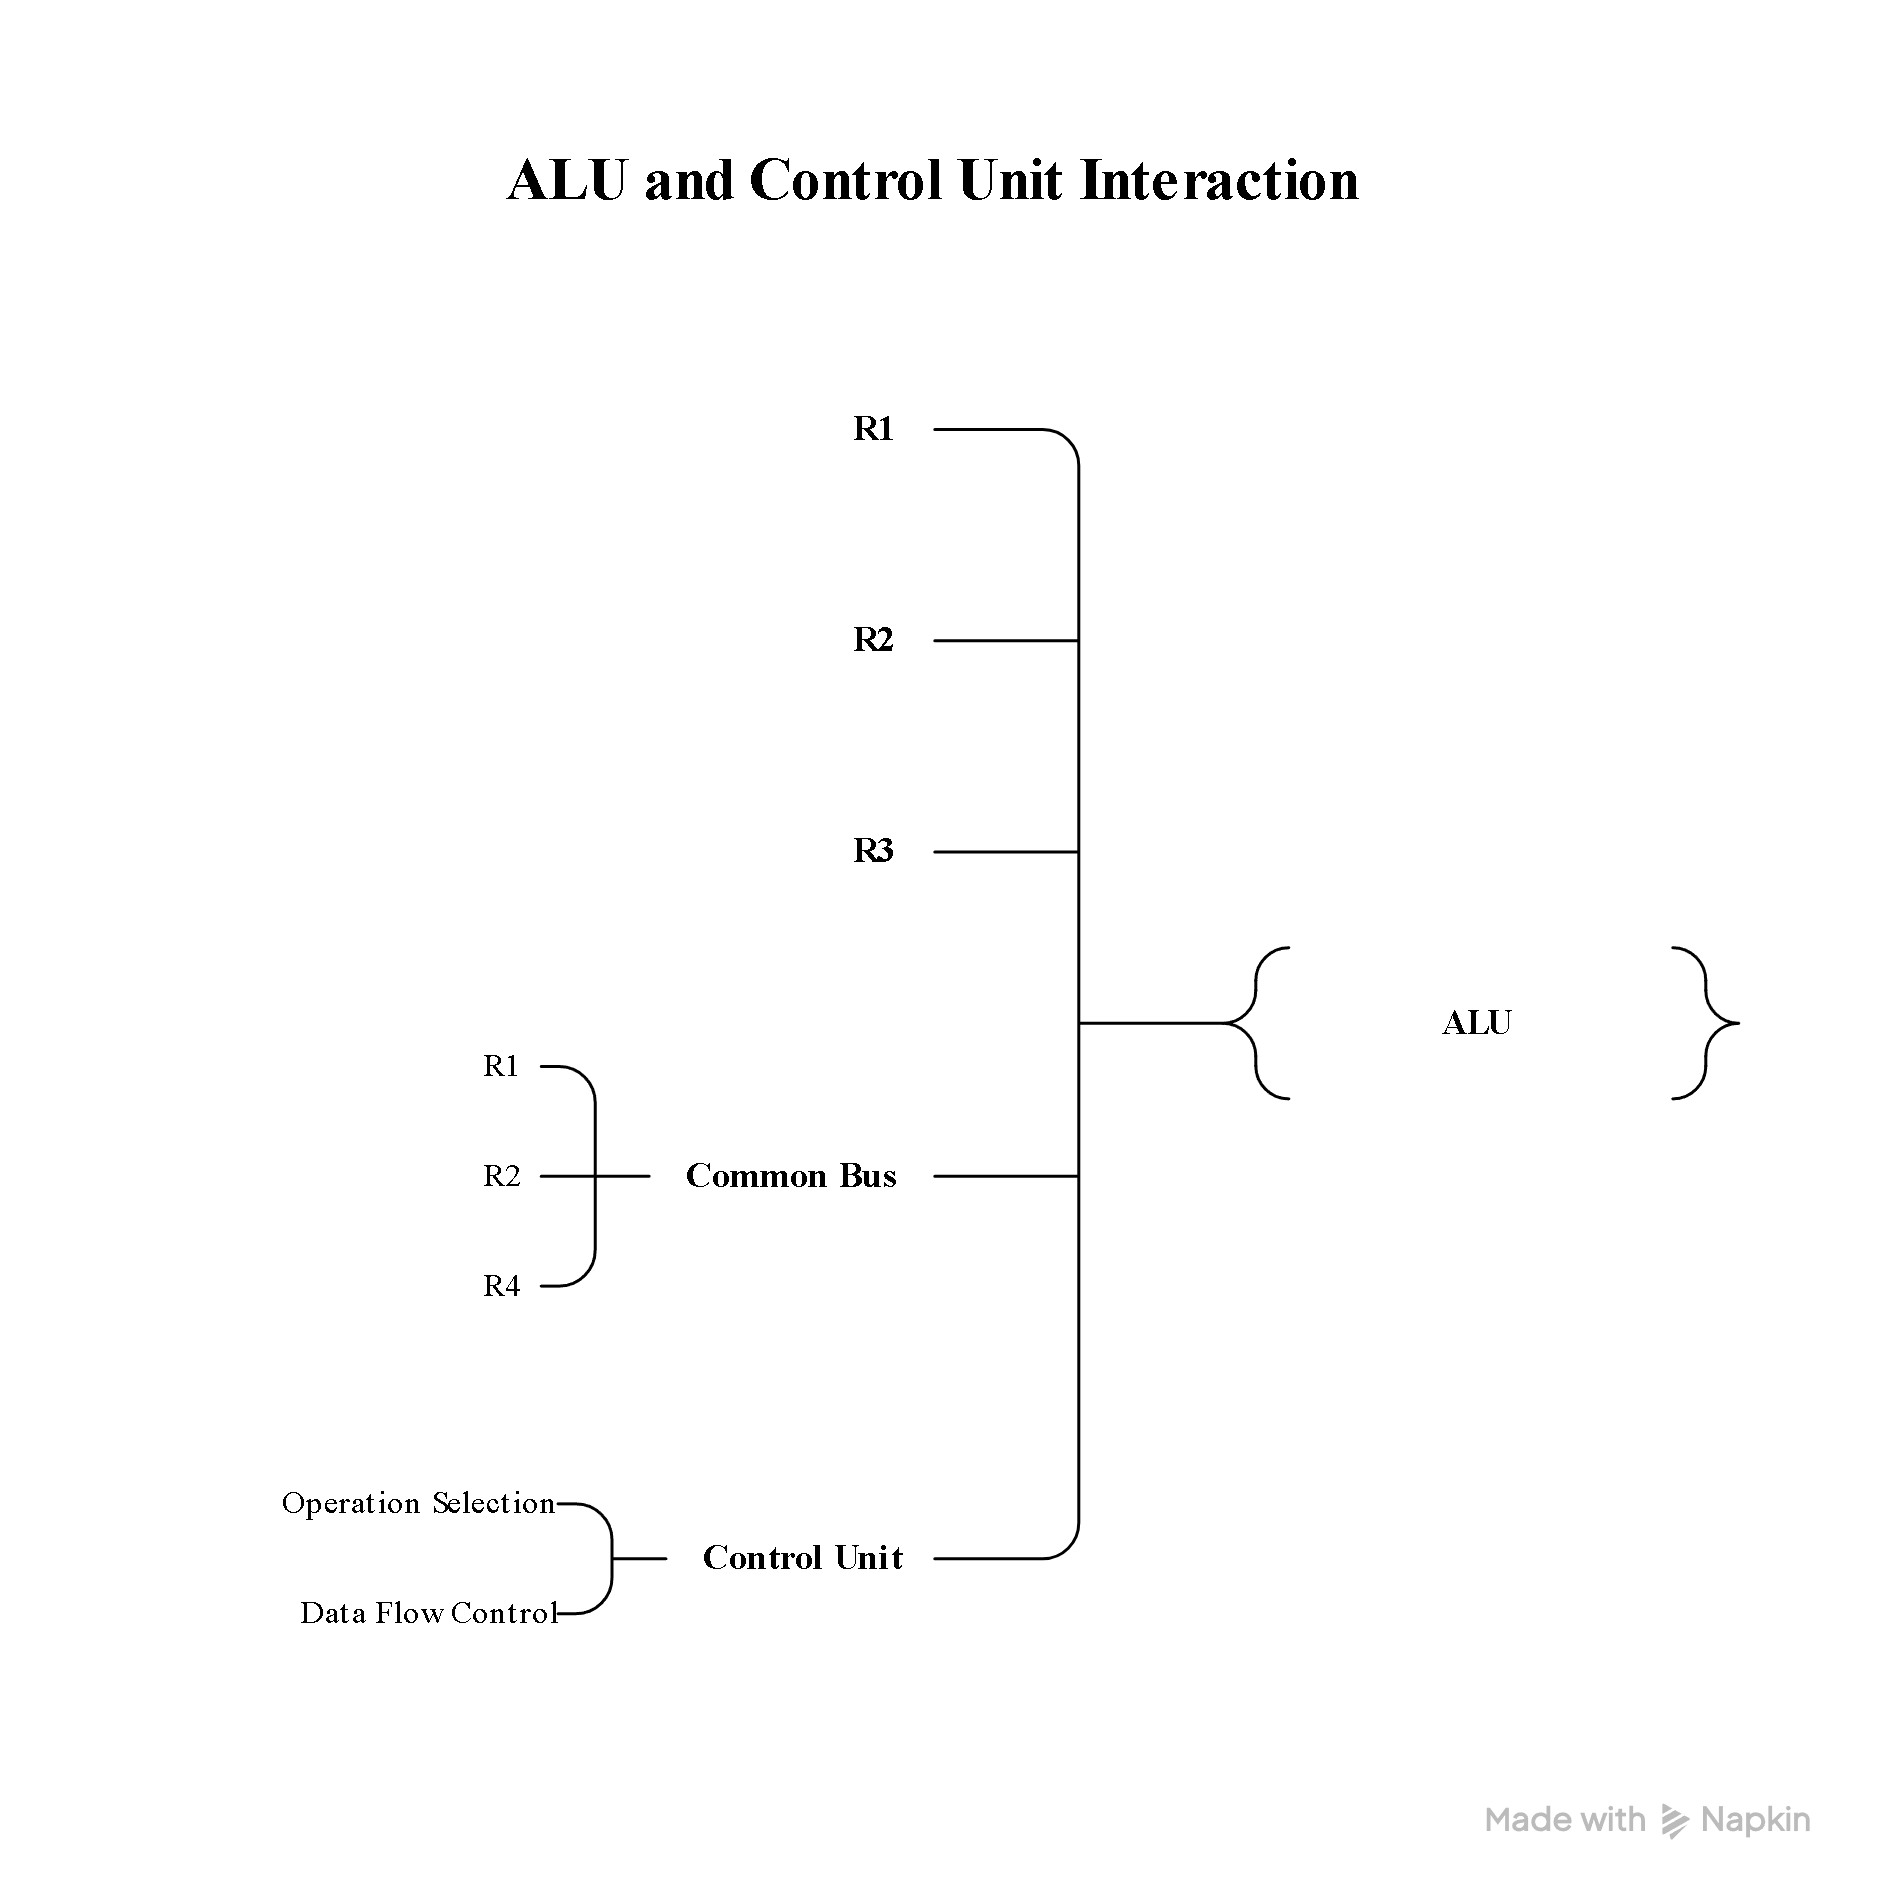 ALU and Control Unit Interaction
R1
R2
R3
ALU
R1
R2
Common Bus
R4
Operation Selection
Control Unit
Data Flow Control
Made with Napkin